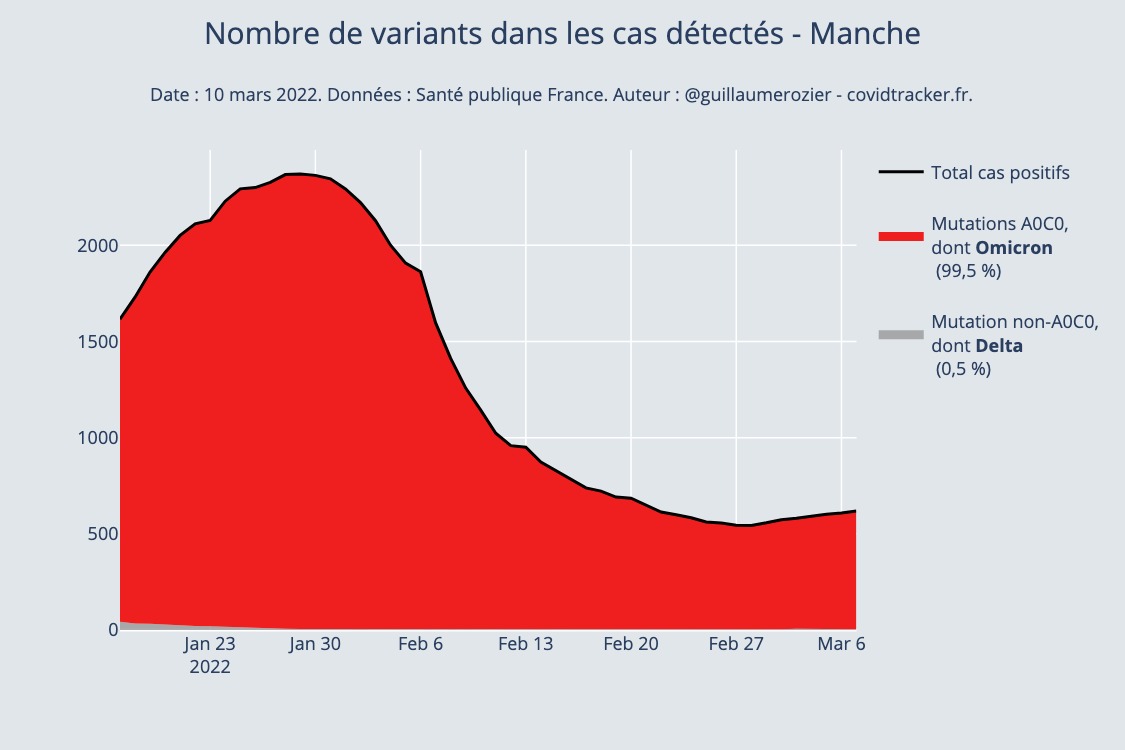 Nombre de variants dans les cas détectés - Manche
Date : 10 mars 2022. Données : Santé publique France. Auteur : @guillaumerozier - covidtracker.fr.
Total cas positifs
Mutations A0C0,
dont Omicron
(99,5 %)
Mutation non-A0C0,
dont Delta
(0,5 %)
2000
1500
1000
500
0
Jan 23
2022
Jan 30
Feb 6
Feb 13
Feb 20
Feb 27
Mar 6